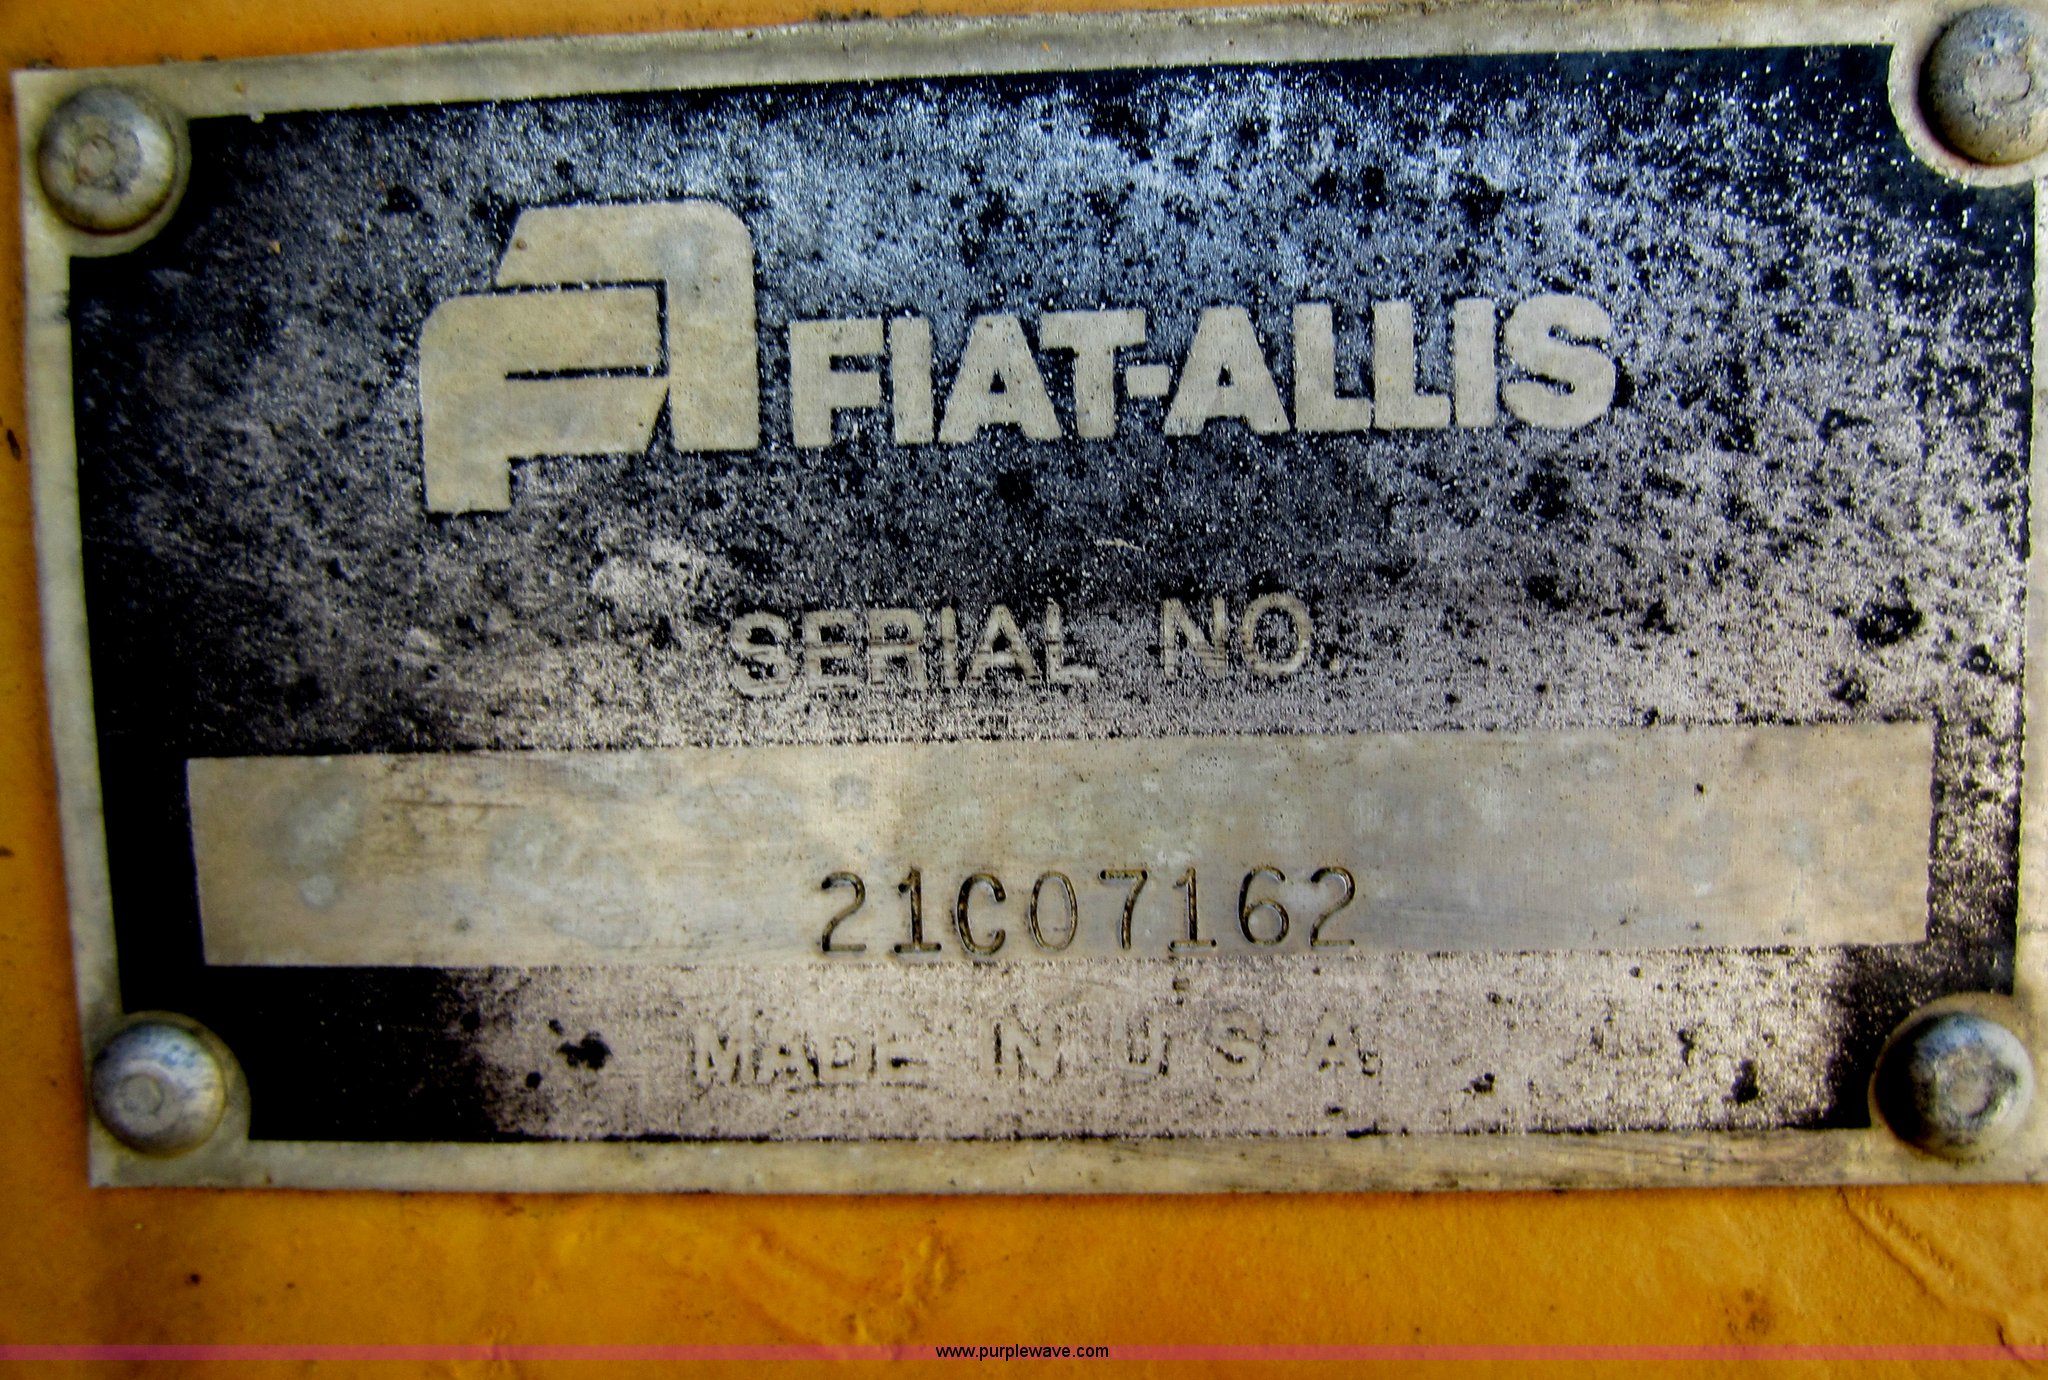 FIAT-ALLIS
SERIAL NO.
21C07162
MADE IN U S A.
www.purplewave.com